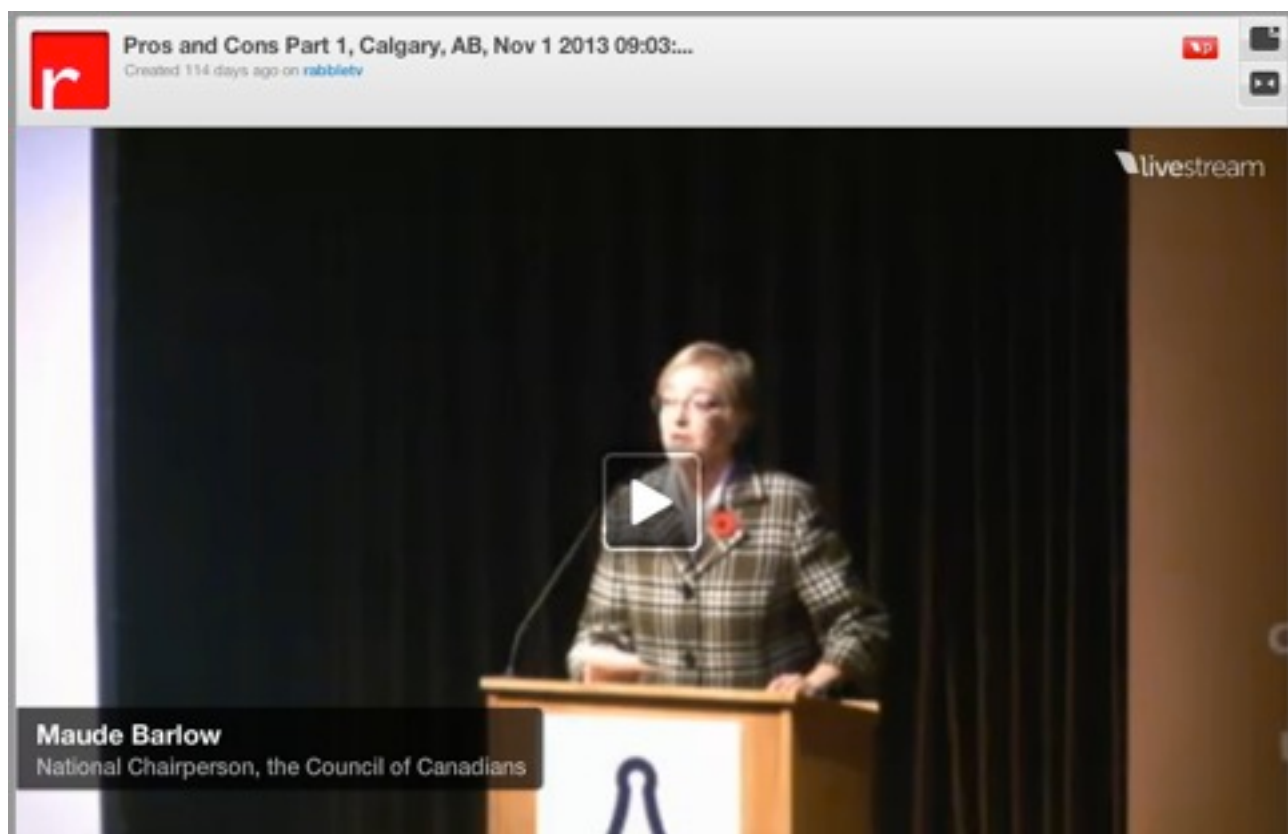 r
Pros and Cons Part 1, Calgary, AB, Nov 1 2013 09:03:...
Created 114 days ago on rabbletv
livestream
Maude Barlow
National Chairperson, the Council of Canadians